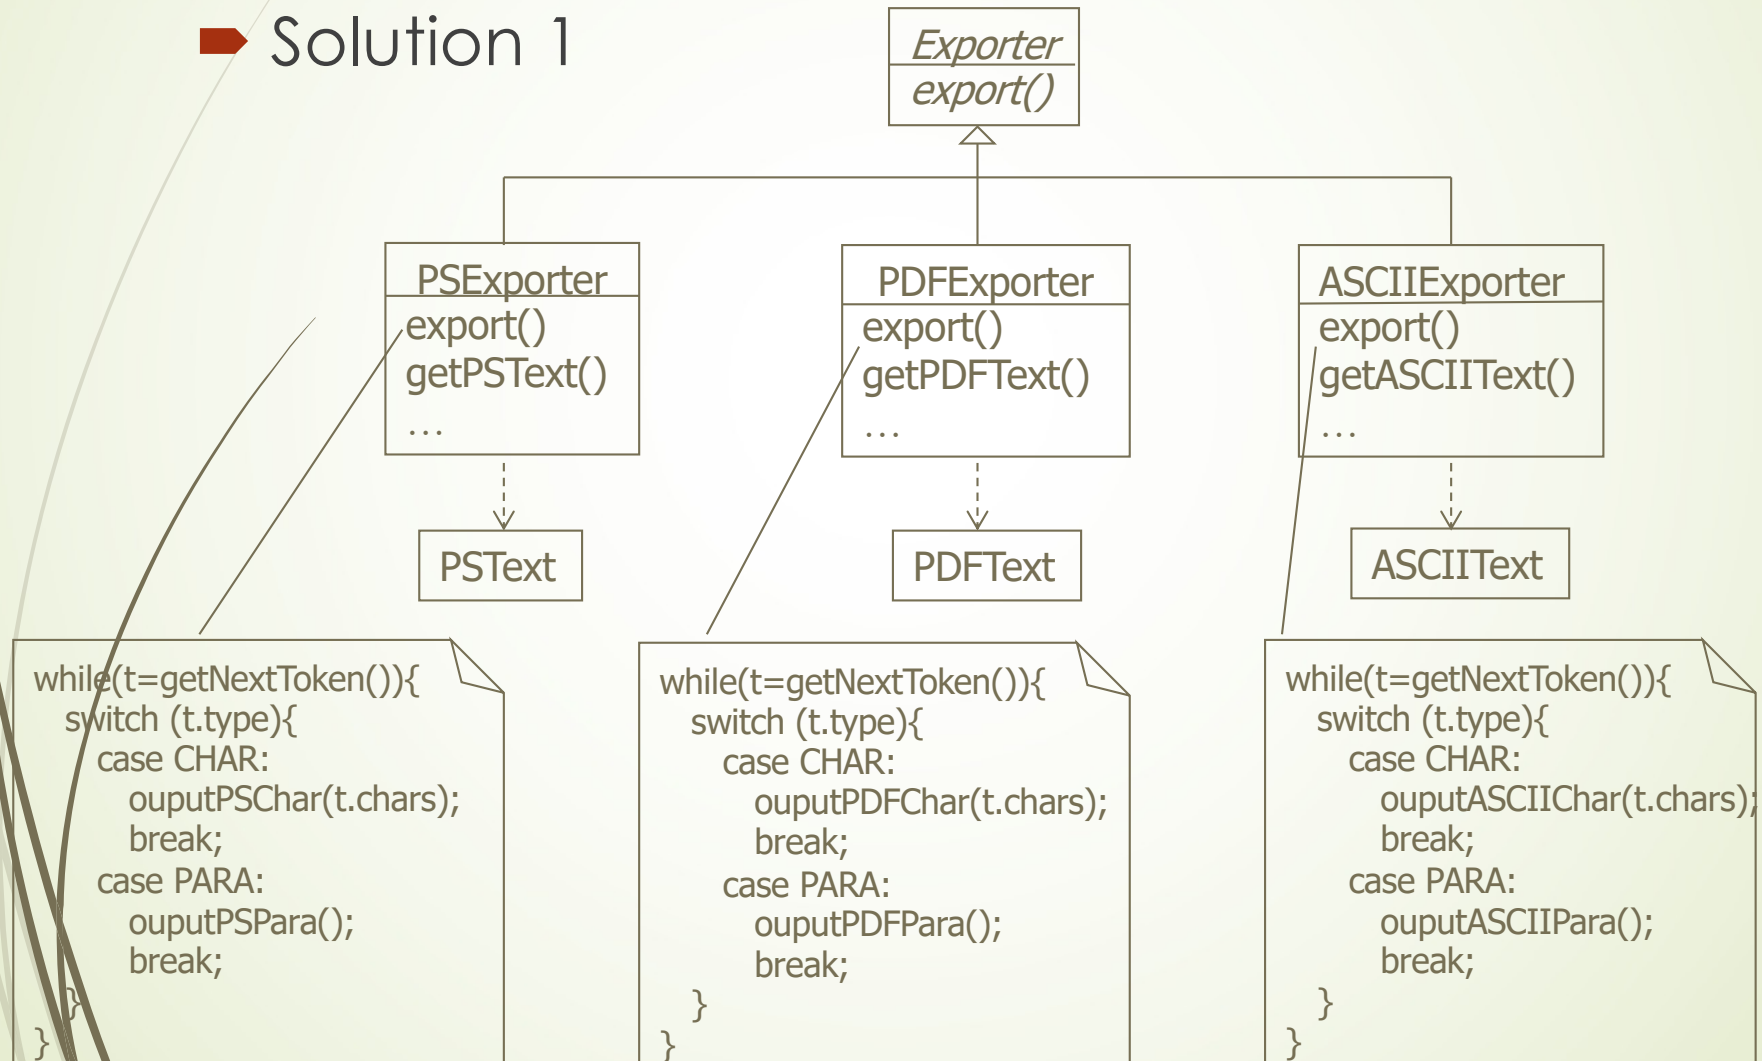 Solution 1
Exporter
export()
PSExporter
export()
getPSText()
...
PDFExporter
export()
getPDFText()
...
ASCIIExporter
export()
getASCIIText()
...
PSText
PDFText
ASCIIText
while(t=getNextToken()){
switch (t.type){
case CHAR:
ouputPSChar(t.chars);
break;
case PARA:
ouputPSPara();
break;
}
}
while(t=getNextToken()){
switch (t.type){
case CHAR:
ouputPDFChar(t.chars);
break;
case PARA:
ouputPDFPara();
break;
}
}
while(t=getNextToken()){
switch (t.type){
case CHAR:
ouputASCIIChar(t.chars);
break;
case PARA:
ouputASCIIPara();
break;
}
}